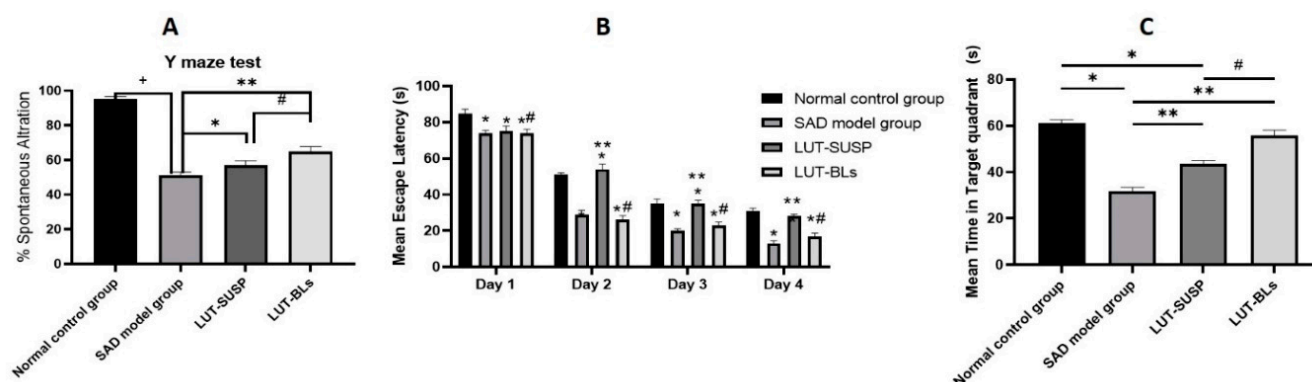 A
Y maze test
% Spontaneous Altration
100
80
60
40
20
0
+
**
*
#
Normal control group
SAD model group
LUT-SUSP
LUT-BLs
B
Mean Escape Latency (s)
100
80
60
40
20
0
* * *#
**
*
*#
*
**
*
*#
*
**
*#
Day 1
Day 2
Day 3
Day 4
Normal control group
SAD model group
LUT-SUSP
LUT-BLs
C
Mean Time in Target quadrant (s)
80
60
40
20
0
*
*
#
**
**
Normal control group
SAD model group
LUT-SUSP
LUT-BLs